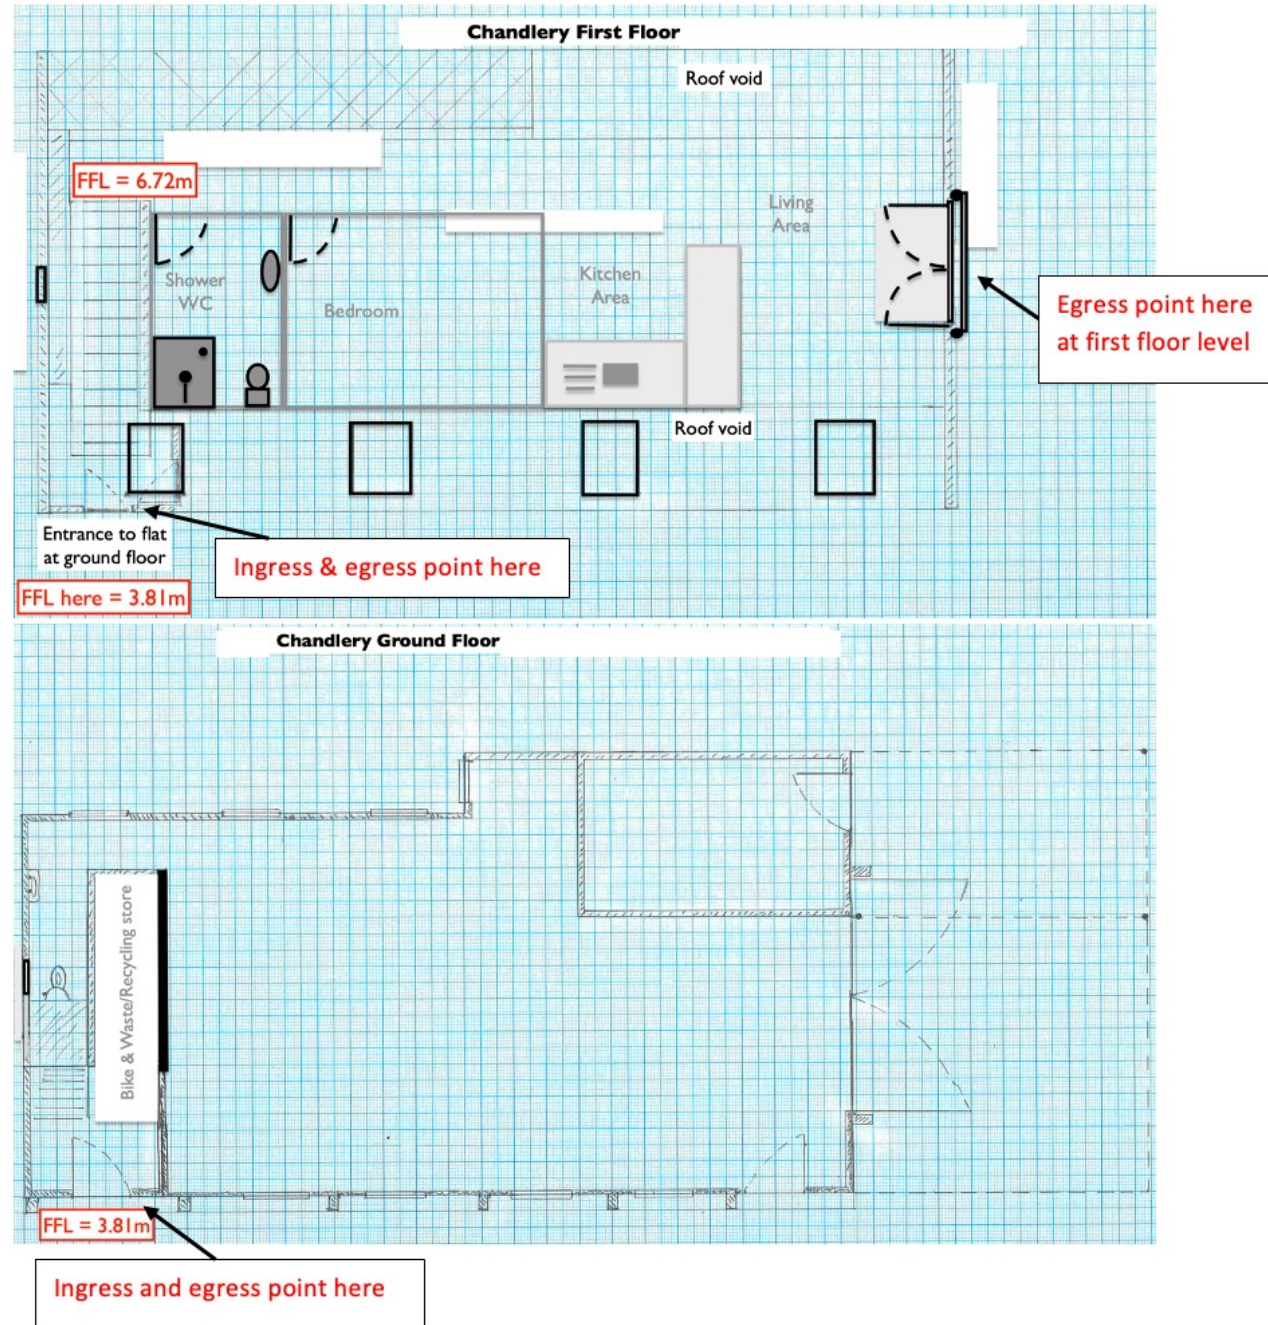 Chandlery First Floor
Roof void
FFL = 6.72m
Living
Area
Shower
WC
Kitchen
Area
Bedroom
Egress point here
at first floor level
Roof void
Entrance to flat
at ground floor
Ingress & egress point here
FFL here = 3.81m
Chandlery Ground Floor
Bike & Waste/Recycling store
FFL = 3.81m
Ingress and egress point here